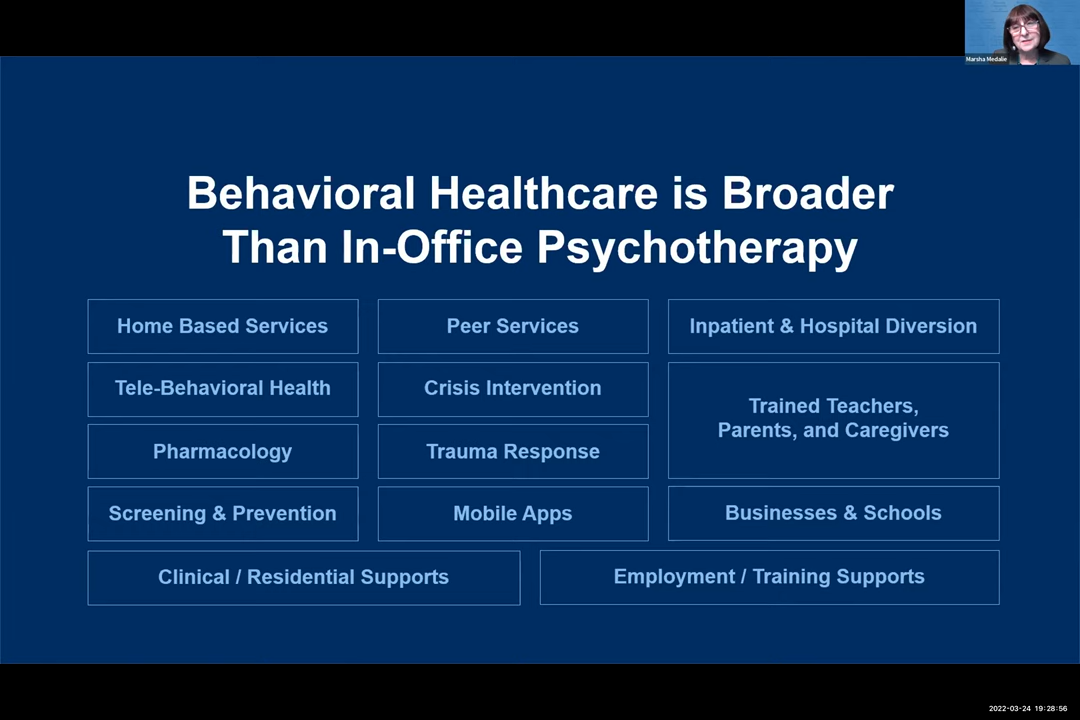 Marsha Medalie
Behavioral Healthcare is Broader
Than In-Office Psychotherapy
Home Based Services
Peer Services
Inpatient & Hospital Diversion
Tele-Behavioral Health
Crisis Intervention
Trained Teachers,
Parents, and Caregivers
Pharmacology
Trauma Response
Screening & Prevention
Mobile Apps
Businesses & Schools
Clinical / Residential Supports
Employment / Training Supports
2022-03-24 19:28:56